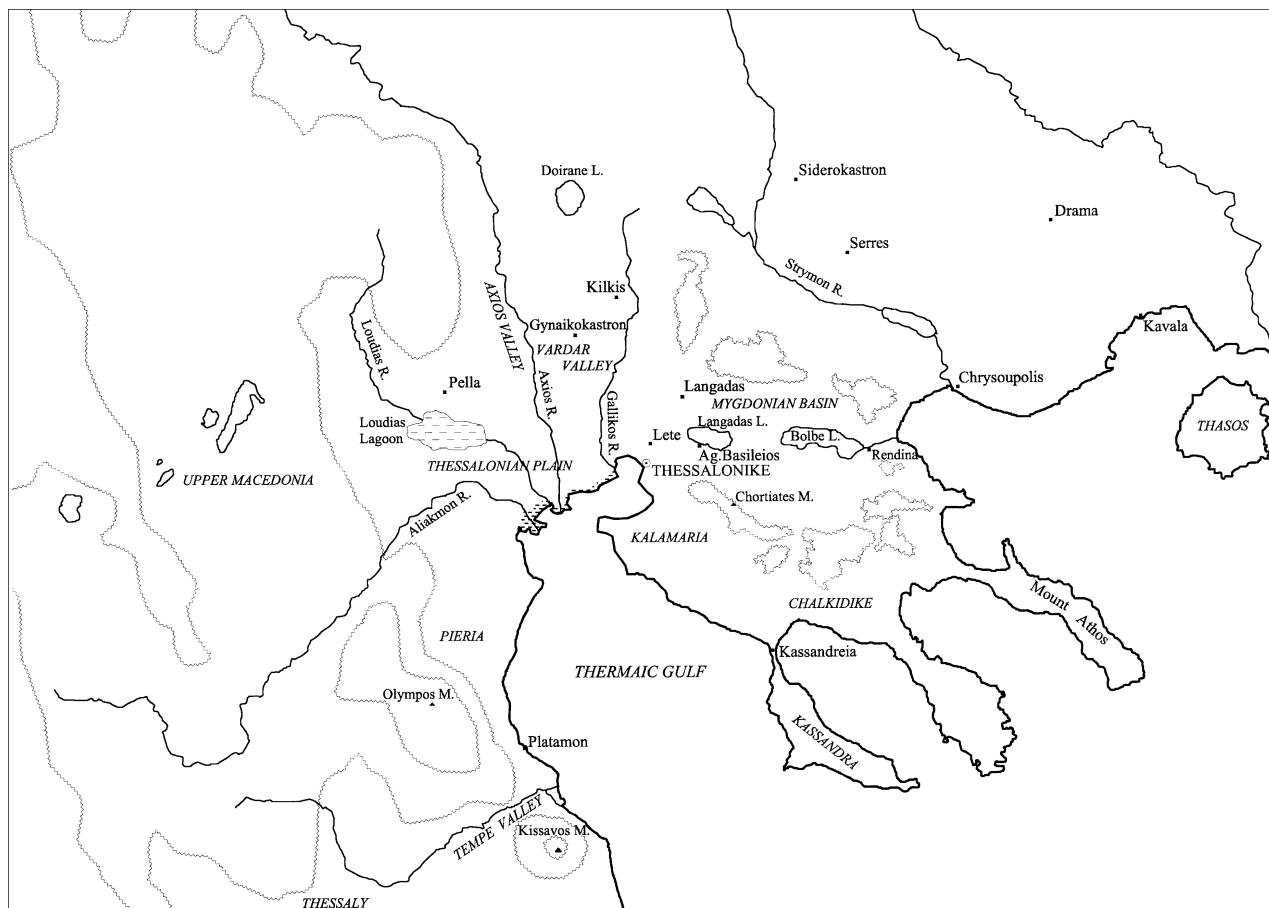 Doirane L.
Siderokastron
Drama
Serres
Strymon R.
Kilkis
AXIOS VALLEY
Gynaikokastron
VARDAR
VALLEY
Kavala
Loudias R.
Pella
Axios R.
Gallikos R.
Langadas
MYGDONIAN BASIN
Chrysoupolis
THASOS
Loudias
Lagoon
Langadas L.
Lete
Bolbe L.
Ag.Basileios
Rendina
THESSALONIAN PLAIN
THESSALONIKE
UPPER MACEDONIA
Aliakmon R.
Chortiates M.
KALAMARIA
CHALKIDIKE
Mount Athos
PIERIA
Kassandreia
THERMAIC GULF
Olympos M.
KASSANDRA
Platamon
TEMPE VALLEY
Kissavos M.
THESSALY